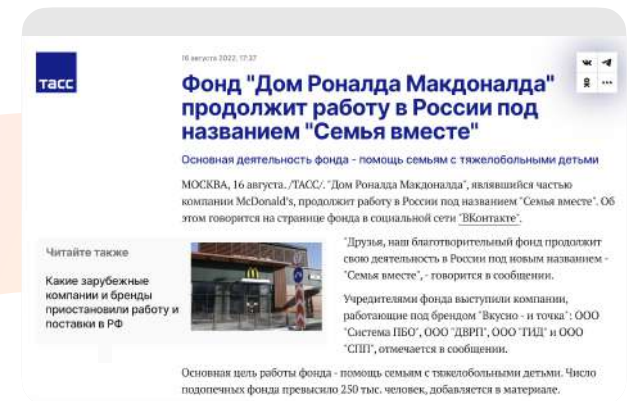 16 августа 2022, 17:37
тасс
Фонд "Дом Роналда Макдоналда"
продолжит работу в России под
названием "Семья вместе"
Основная деятельность фонда - помощь семьям с тяжелобольными детьми
МОСКВА, 16 августа. /ТАСС/. "Дом Роналда Макдоналда", являвшийся частью
компании McDonald's, продолжит работу в России под названием "Семья вместе". Об
этом говорится на странице фонда в социальной сети "ВКонтакте".
Читайте также
Какие зарубежные
компании и бренды
приостановили работу и
поставки в РФ
"Друзья, наш благотворительный фонд продолжит
свою деятельность в России под новым названием -
"Семья вместе", - говорится в сообщении.
Учредителями фонда выступили компании,
работающие под брендом "Вкусно - и точка": ООО
"Система ПБО", ООО "ДВРП", ООО "ГИД" и ООО
"СПП", отмечается в сообщении.
Основная цель работы фонда - помощь семьям с тяжелобольными детьми. Число
подопечных фонда превысило 250 тыс. человек, добавляется в материале.